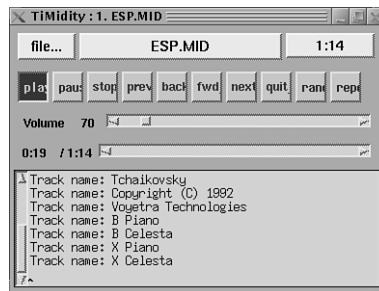 TiMidity : 1. ESP.MID
file... ESP.MID 1:14
play pau: stop prev back fwd next quit ran repe
Volume 70
0:19 / 1:14
Track name: Tchaikovsky
Track name: Copyright (C) 1992
Track name: Voyetra Technologies
Track name: B Piano
Track name: B Celesta
Track name: X Piano
Track name: X Celesta